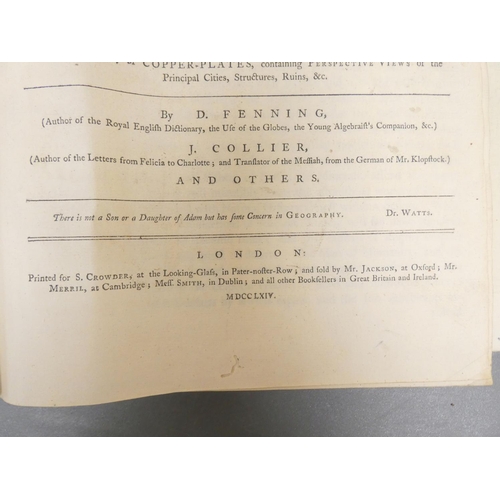 COPPER-PLATES, containing PERSPECTIVE VIEWS of the
Principal Cities, Structures, Ruins, &c.
By D. FENNING,
(Author of the Royal English Dictionary, the Use of the Globes, the Young Algebraist's Companion, &c.)
J. COLLIER,
(Author of the Letters from Felicia to Charlotte; and Translator of the Messiah, from the German of Mr. Klopstock.)
AND OTHERS.
There is not a Son or a Daughter of Adam but has some Concern in GEOGRAPHY. Dr. WATTS.
LONDON:
Printed for S. CROWDER, at the Looking-Glass, in Pater-noster-Row; and sold by Mr. JACKSON, at Oxford; Mr.
MERRIL, at Cambridge; Mess. SMITH, in Dublin; and all other Booksellers in Great Britain and Ireland.
MDCCLXIV.